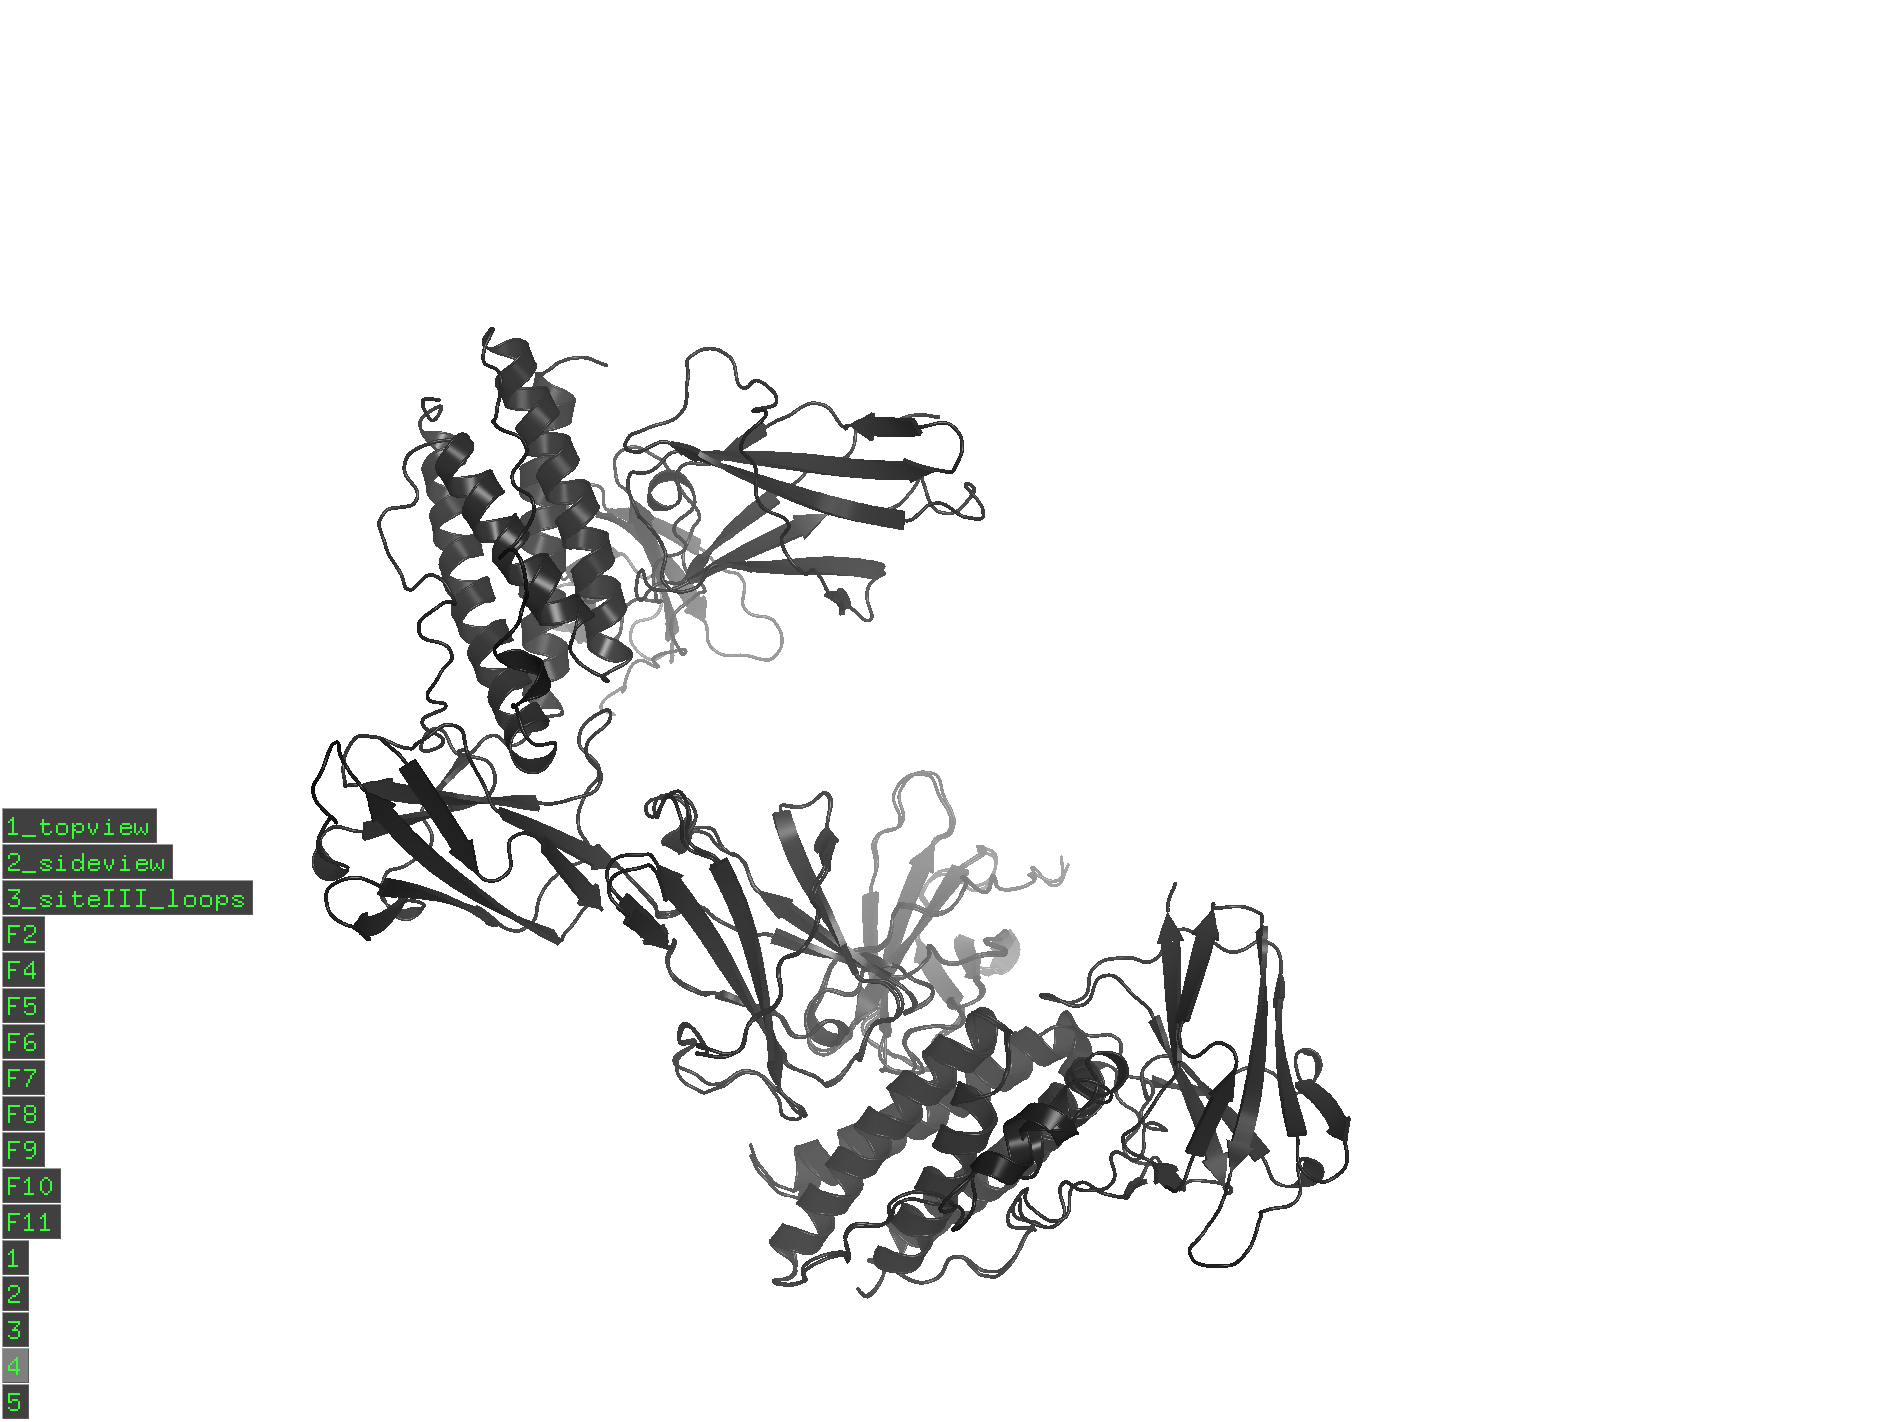 1_topview
2_sideview
3_siteIII_loops
F2
F4
F5
F6
F7
F8
F9
F10
F11
1
2
3
4
5